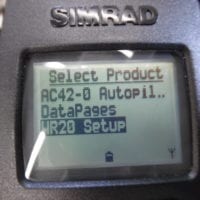 SIMRAD
Select Product
AC42-0 Autopil..
DataPages
WR20 Setup